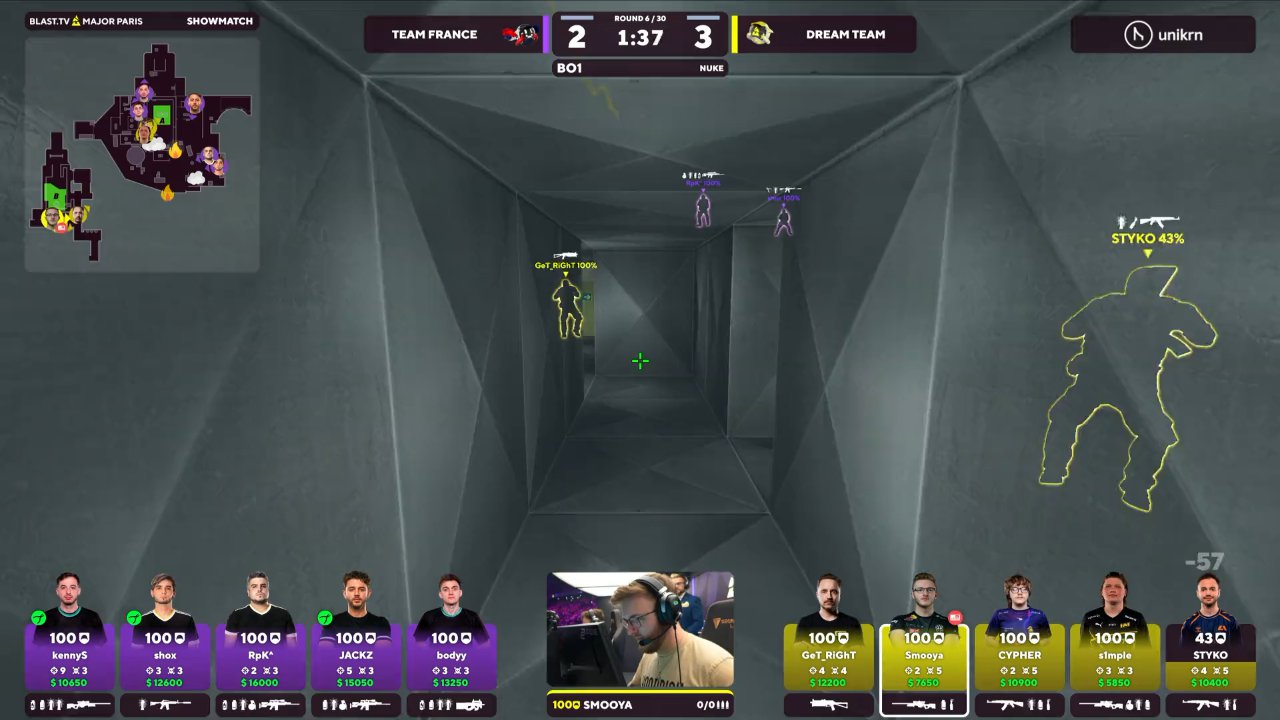 BLAST.TV MAJOR PARIS SHOWMATCH
TEAM FRANCE
2
ROUND 6 / 30
1:37
3
DREAM TEAM
unikrn
BO1 NUKE
RpK^ 100%
100%
GeT_RiGhT 100%
STYKO 43%
-57
100 100 100 100 100
kennyS shox RpK^ JACKZ bodyy
9 3 3 3 2 3 5 3 3 3
$10650 $12600 $16000 $15050 $13250
100 SMOOYA 0/0
100 100 100 100 43
GeT_RiGhT Smooya CYPHER s1mple STYKO
4 4 2 5 2 5 3 3 4 5
$12200 $7650 $10900 $5850 $10400